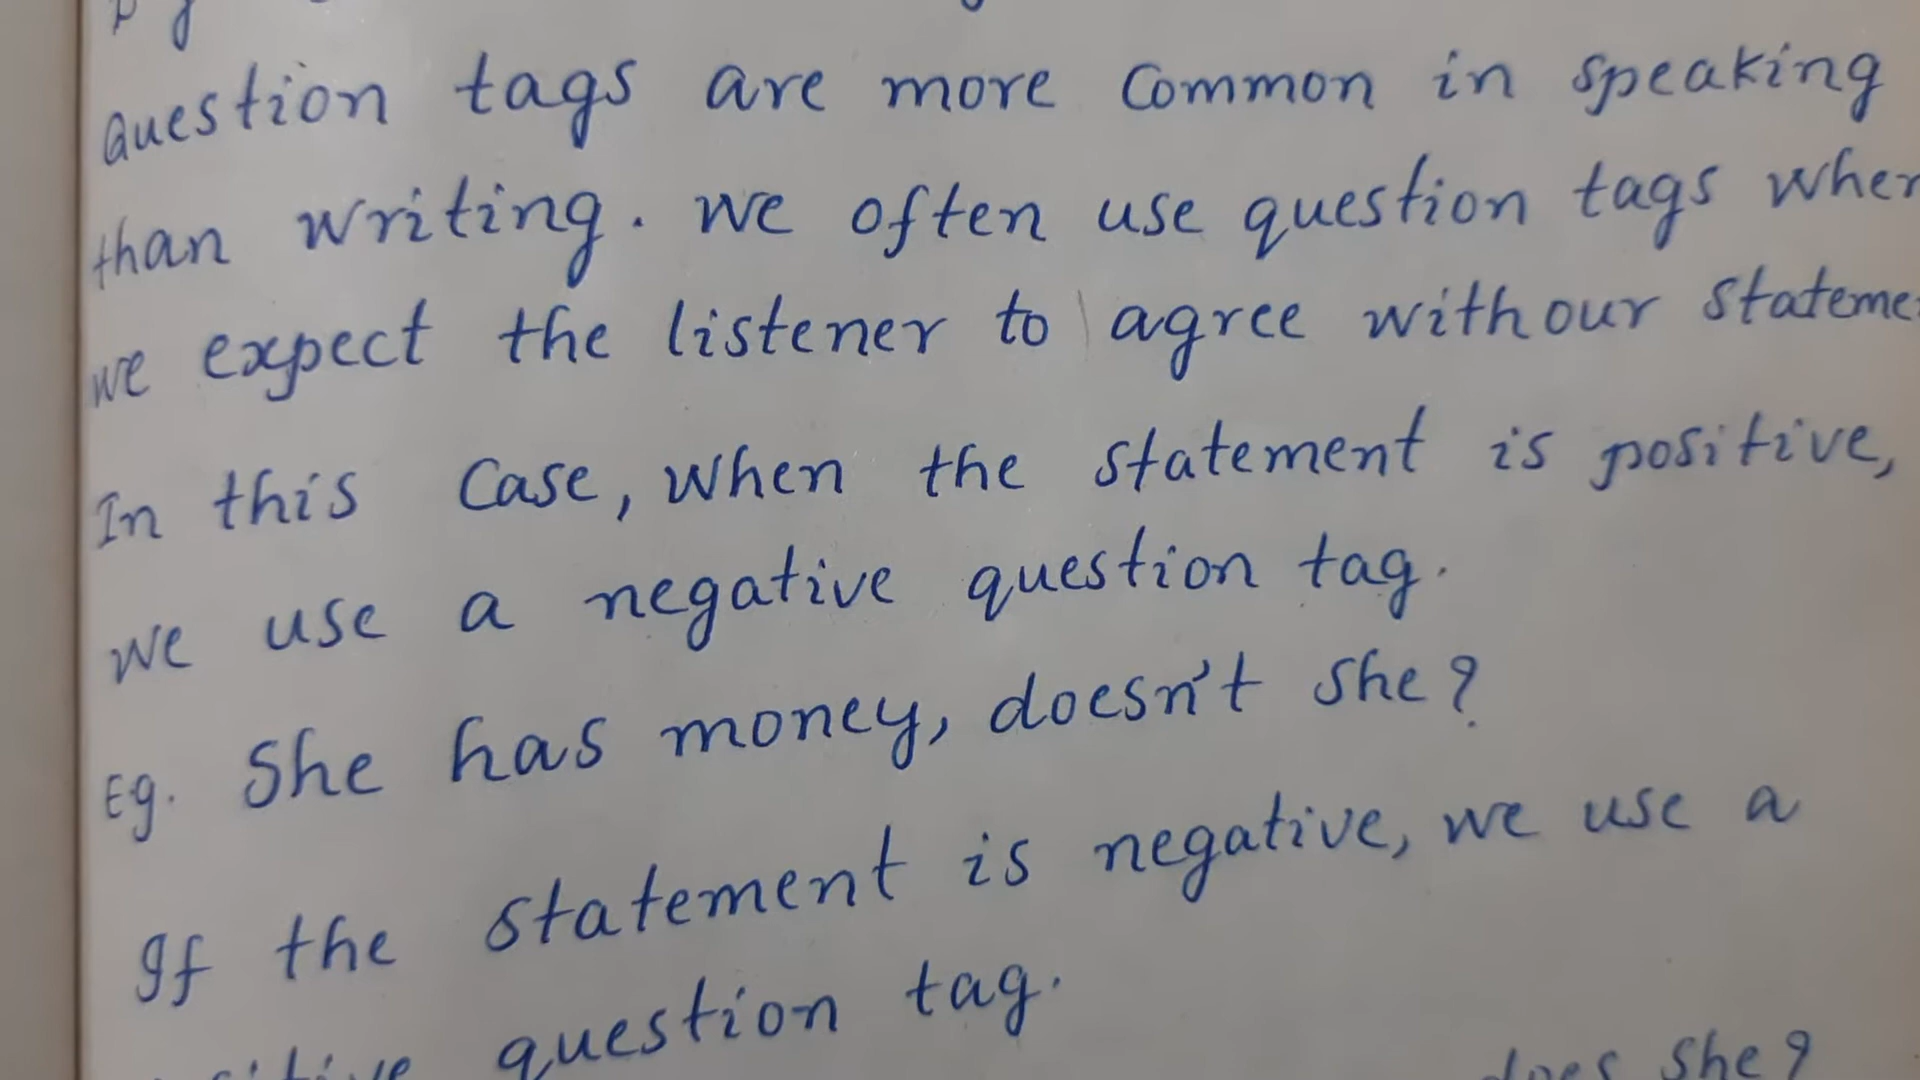 Question tags are more Common in speaking
than writing. we often use question tags when
we expect the listener to agree with our stateme
In this Case, when the statement is positive,
we use a negative question tag.
Eg. She has money, doesn't she?
If the statement is negative, we use a
question tag.
does she?